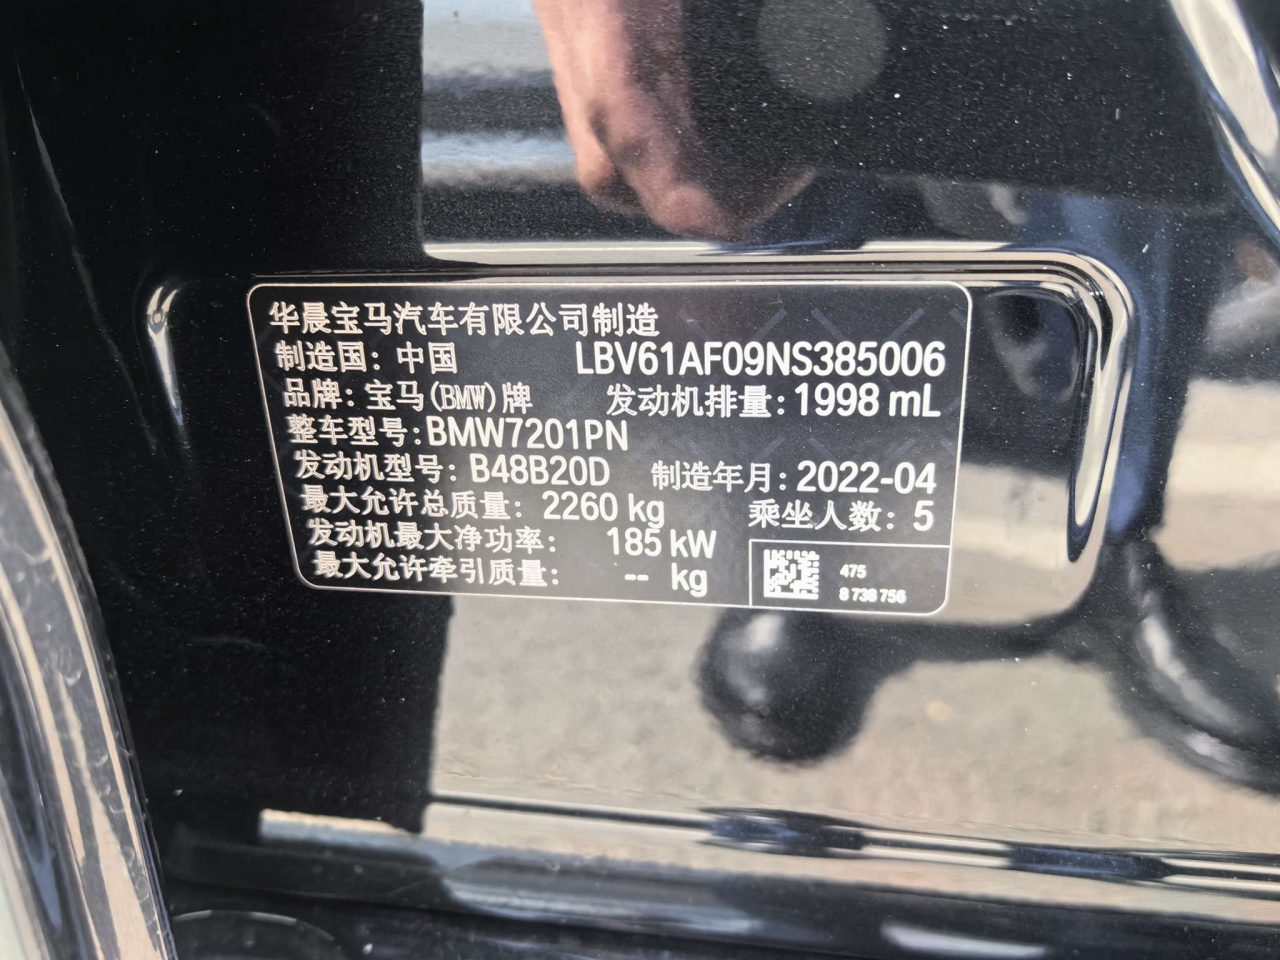 华晨宝马汽车有限公司制造
制造国：中国 LBV61AF09NS385006
品牌：宝马(BMW)牌 发动机排量：1998 mL
整车型号：BMW7201PN
发动机型号：B48B20D 制造年月：2022-04
最大允许总质量：2260 kg 乘坐人数：5
发动机最大净功率：185 kW
最大允许牵引质量：-- kg
475
8 738 756